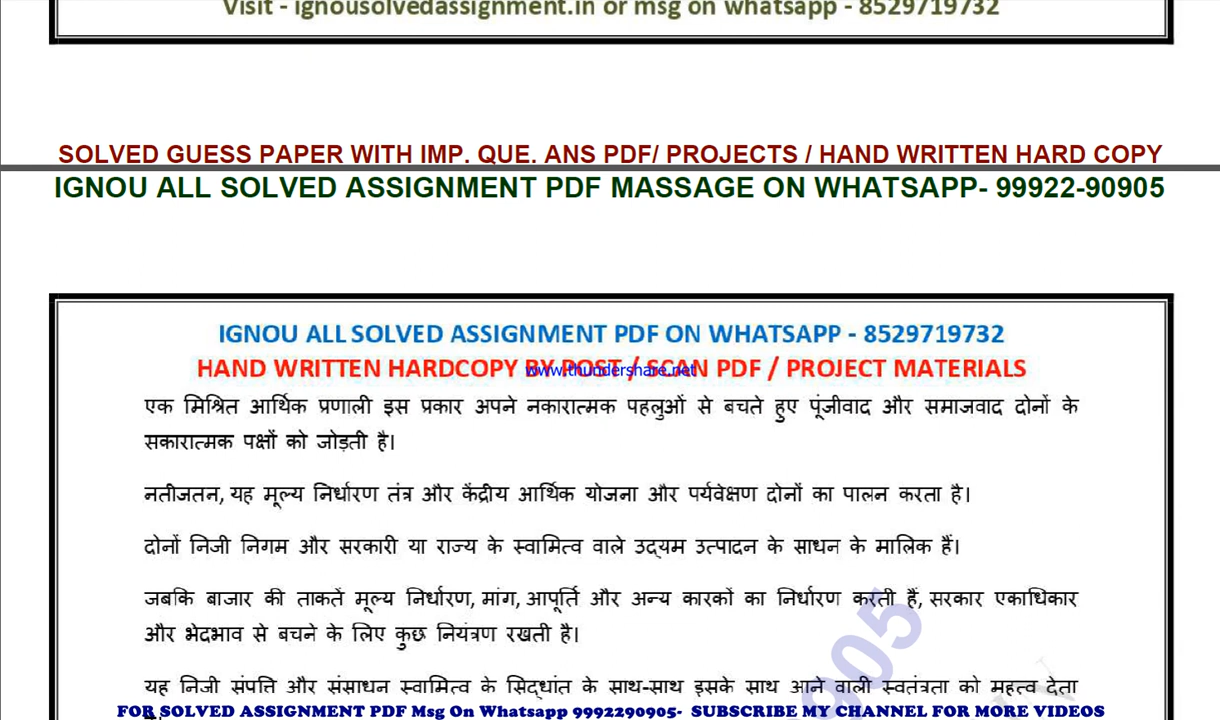 Visit - ignousolvedassignment.in or msg on whatsapp - 8529719732
SOLVED GUESS PAPER WITH IMP. QUE. ANS PDF/ PROJECTS / HAND WRITTEN HARD COPY
IGNOU ALL SOLVED ASSIGNMENT PDF MASSAGE ON WHATSAPP- 99922-90905
IGNOU ALL SOLVED ASSIGNMENT PDF ON WHATSAPP - 8529719732
HAND WRITTEN HARDCOPY BY POST / SCAN PDF / PROJECT MATERIALS
www.thundershare.net
एक मिश्रित आर्थिक प्रणाली इस प्रकार अपने नकारात्मक पहलुओं से बचते हुए पूंजीवाद और समाजवाद दोनों के
सकारात्मक पक्षों को जोड़ती है।
नतीजतन, यह मूल्य निर्धारण तंत्र और केंद्रीय आर्थिक योजना और पर्यवेक्षण दोनों का पालन करता है।
दोनों निजी निगम और सरकारी या राज्य के स्वामित्व वाले उद्यम उत्पादन के साधन के मालिक हैं।
जबकि बाजार की ताकतें मूल्य निर्धारण, मांग, आपूर्ति और अन्य कारकों का निर्धारण करती हैं, सरकार एकाधिकार
और भेदभाव से बचने के लिए कुछ नियंत्रण रखती है।
यह निजी संपत्ति और संसाधन स्वामित्व के सिद्धांत के साथ-साथ इसके साथ आने वाली स्वतंत्रता को महत्व देता
905
FOR SOLVED ASSIGNMENT PDF Msg On Whatsapp 9992290905- SUBSCRIBE MY CHANNEL FOR MORE VIDEOS